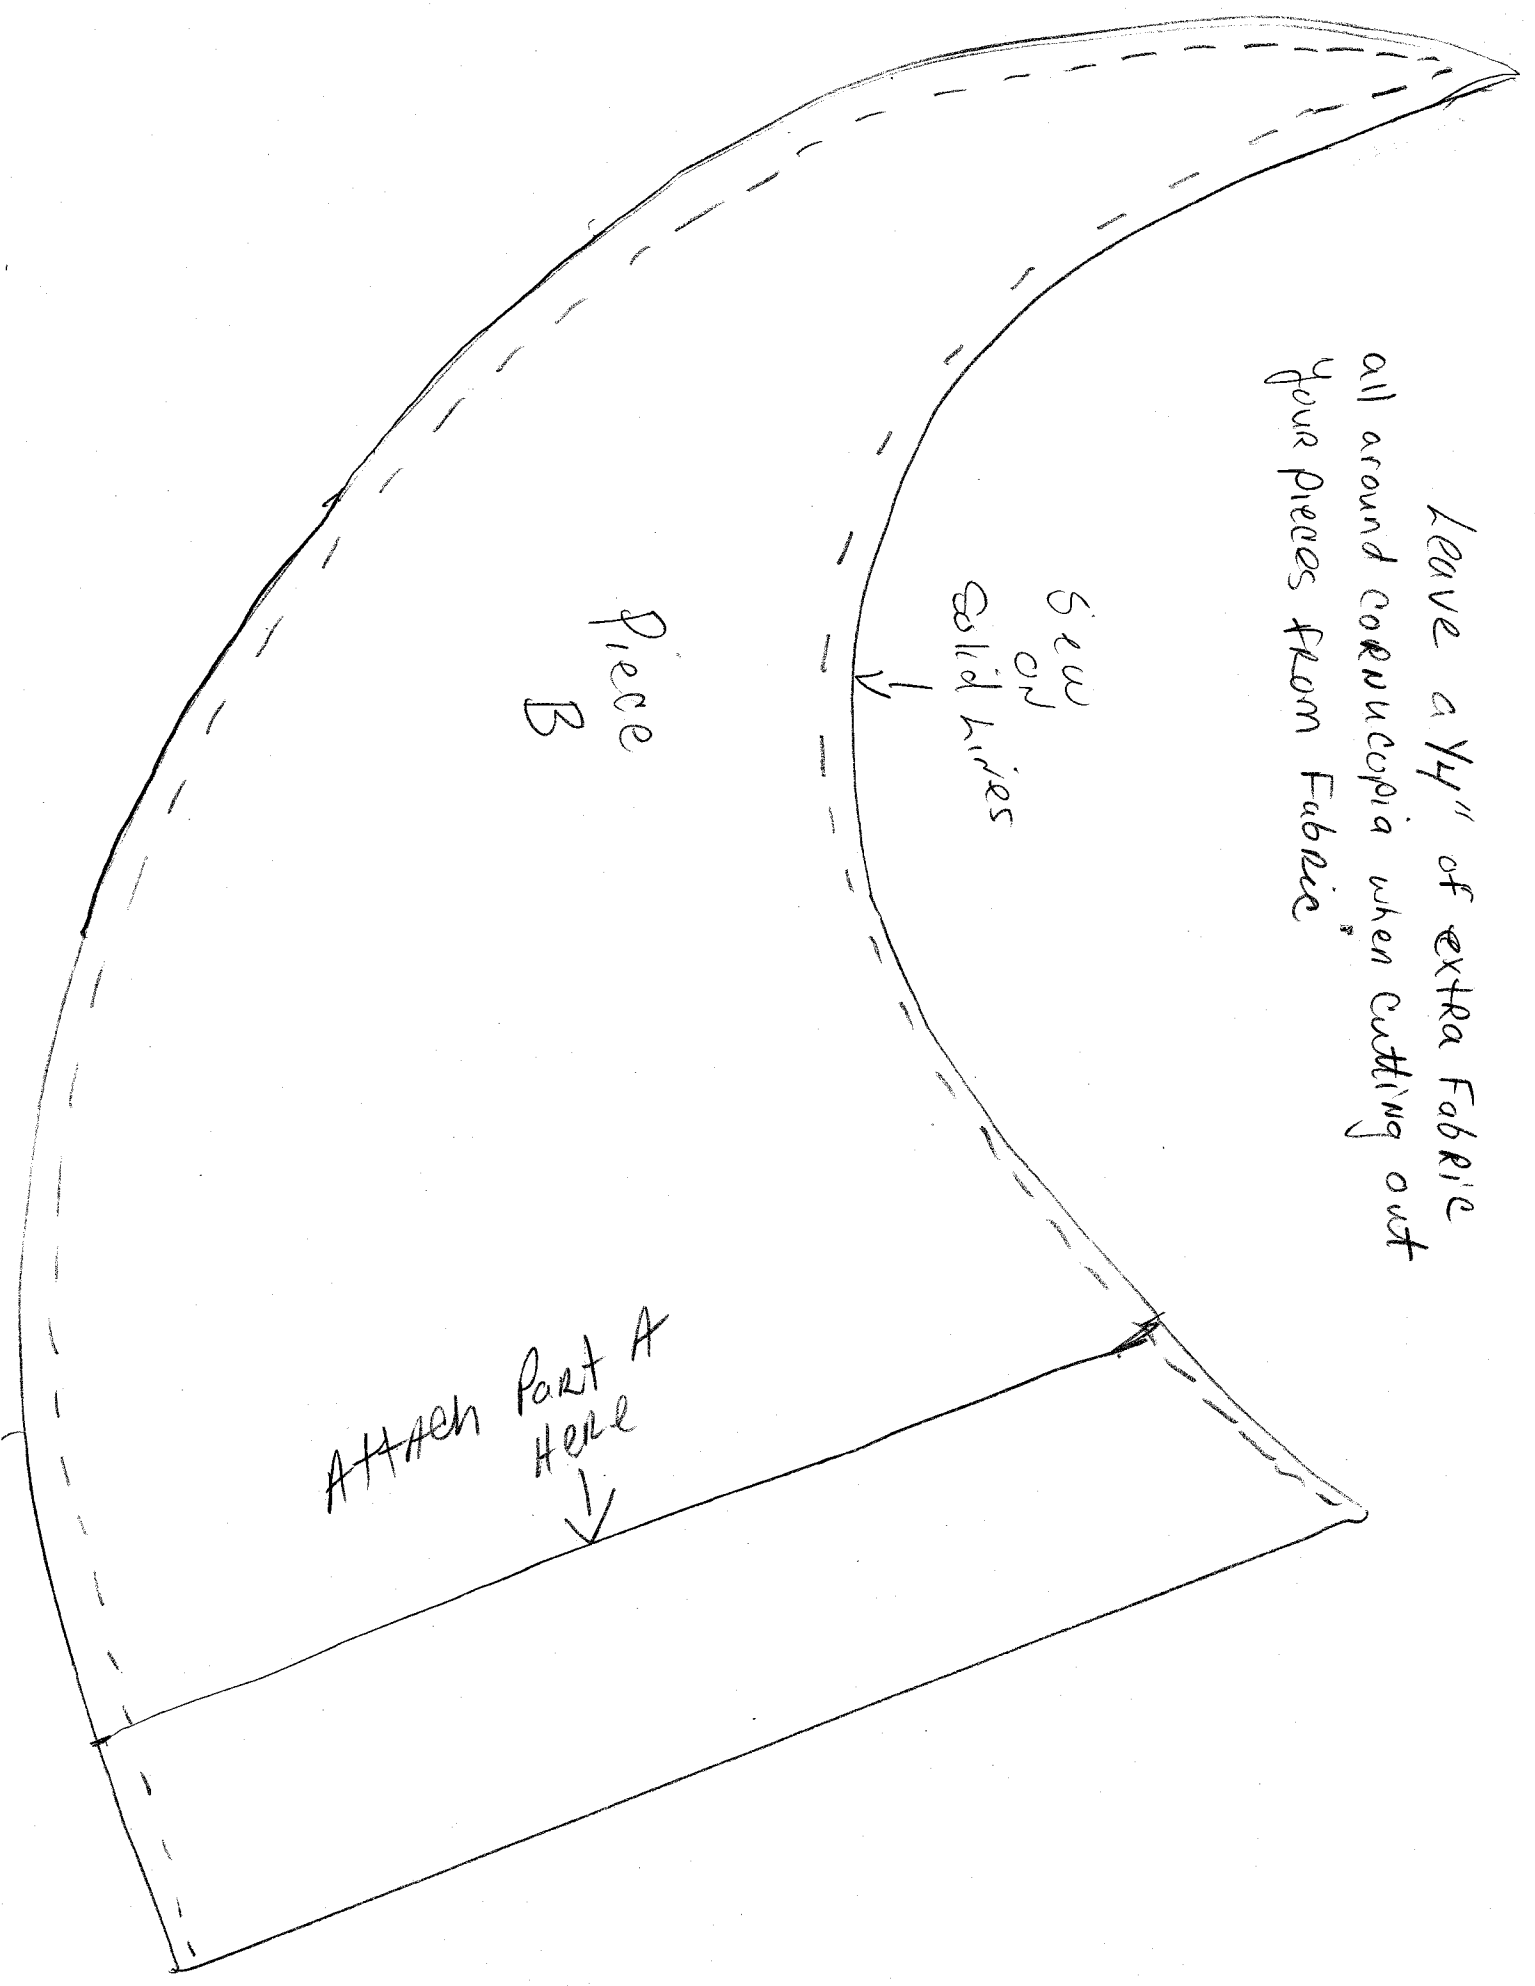 Leave a 1/4" of extra Fabric
all around cornucopia when cutting out
your pieces from Fabric"
Sew
on
Solid Lines
Piece
B
Attach Part A
Here